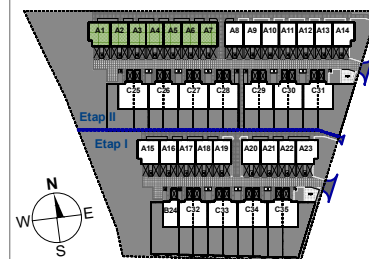 A1 A2 A3 A4 A5 A6 A7 A8 A9 A10 A11 A12 A13 A14
C25 C26 C27 C28 C29 C30 C31
Etap II
Etap I
A15 A16 A17 A18 A19 A20 A21 A22 A23
B24 C32 C33 C34 C35
N
W E
S